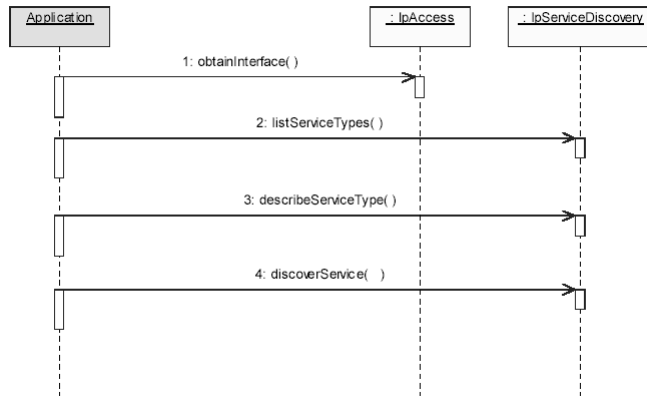 Application
: IpAccess
: IpServiceDiscovery
1: obtainInterface( )
2: listServiceTypes( )
3: describeServiceType( )
4: discoverService(   )